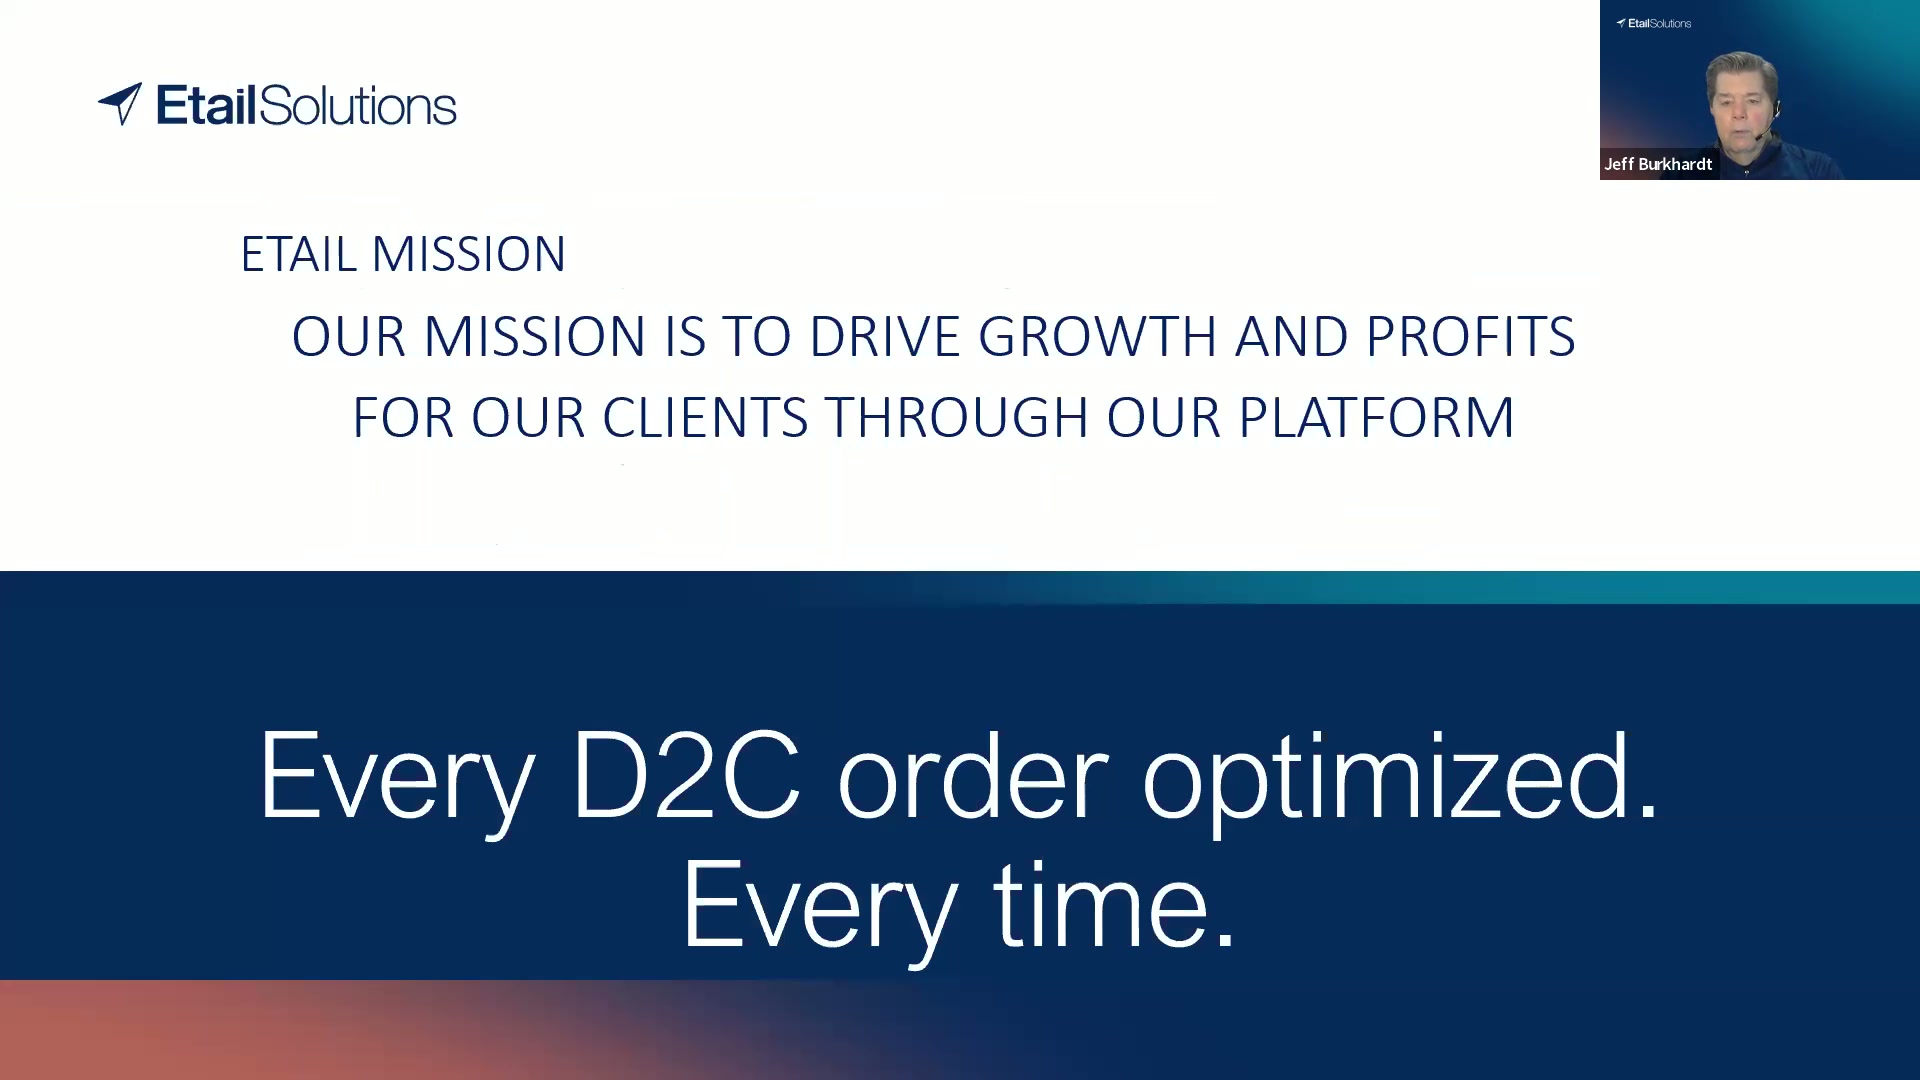 EtailSolutions
EtailSolutions
Jeff Burkhardt
ETAIL MISSION
OUR MISSION IS TO DRIVE GROWTH AND PROFITS
FOR OUR CLIENTS THROUGH OUR PLATFORM
Every D2C order optimized.
Every time.